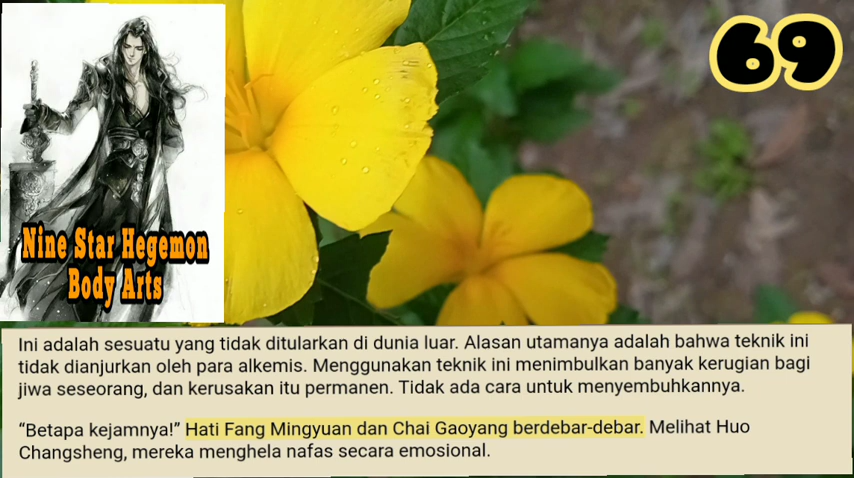 69
Nine Star Hegemon
Body Arts
Ini adalah sesuatu yang tidak ditularkan di dunia luar. Alasan utamanya adalah bahwa teknik ini
tidak dianjurkan oleh para alkemis. Menggunakan teknik ini menimbulkan banyak kerugian bagi
jiwa seseorang, dan kerusakan itu permanen. Tidak ada cara untuk menyembuhkannya.
“Betapa kejamnya!” Hati Fang Mingyuan dan Chai Gaoyang berdebar-debar. Melihat Huo
Changsheng, mereka menghela nafas secara emosional.